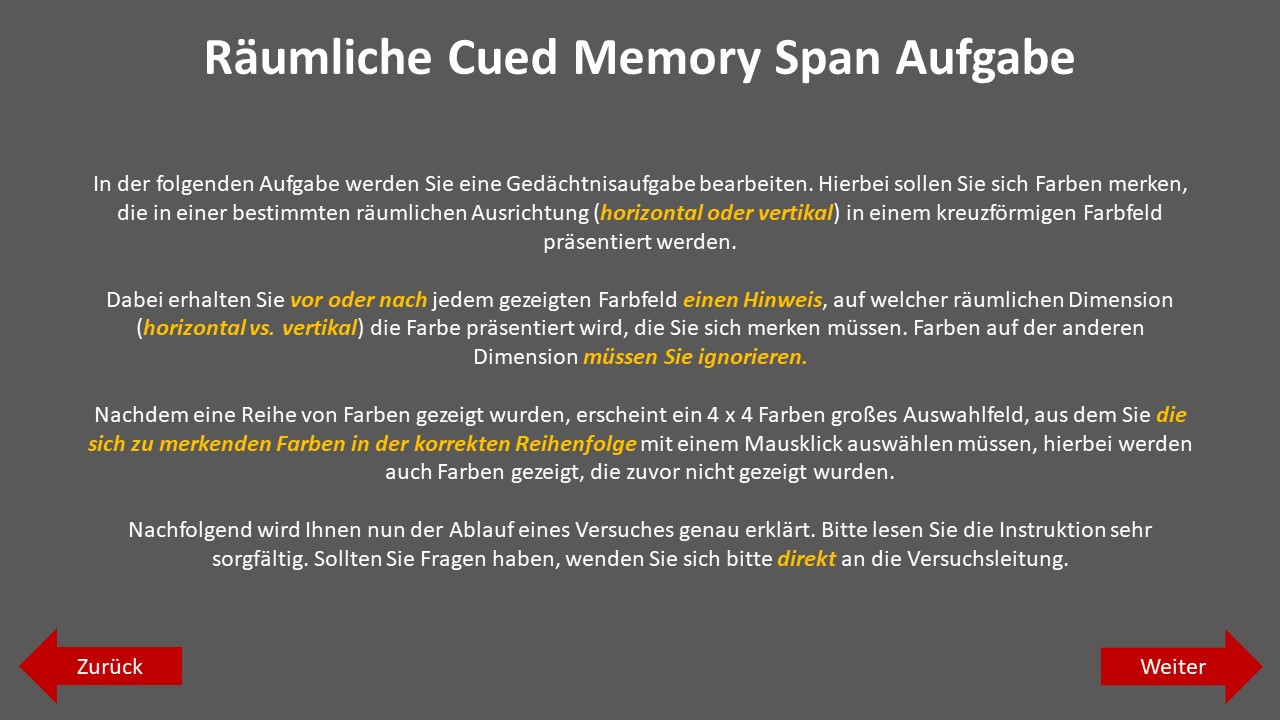 Räumliche Cued Memory Span Aufgabe
In der folgenden Aufgabe werden Sie eine Gedächtnisaufgabe bearbeiten. Hierbei sollen Sie sich Farben merken,
die in einer bestimmten räumlichen Ausrichtung (horizontal oder vertikal) in einem kreuzförmigen Farbfeld
präsentiert werden.
Dabei erhalten Sie vor oder nach jedem gezeigten Farbfeld einen Hinweis, auf welcher räumlichen Dimension
(horizontal vs. vertikal) die Farbe präsentiert wird, die Sie sich merken müssen. Farben auf der anderen
Dimension müssen Sie ignorieren.
Nachdem eine Reihe von Farben gezeigt wurden, erscheint ein 4 x 4 Farben großes Auswahlfeld, aus dem Sie die
sich zu merkenden Farben in der korrekten Reihenfolge mit einem Mausklick auswählen müssen, hierbei werden
auch Farben gezeigt, die zuvor nicht gezeigt wurden.
Nachfolgend wird Ihnen nun der Ablauf eines Versuches genau erklärt. Bitte lesen Sie die Instruktion sehr
sorgfältig. Sollten Sie Fragen haben, wenden Sie sich bitte direkt an die Versuchsleitung.
Zurück
Weiter